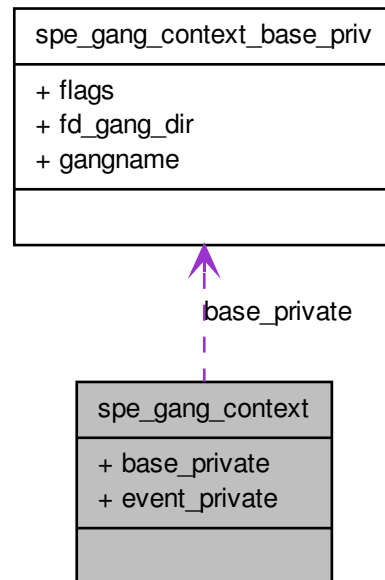 spe_gang_context_base_priv
+ flags
+ fd_gang_dir
+ gangname
base_private
spe_gang_context
+ base_private
+ event_private